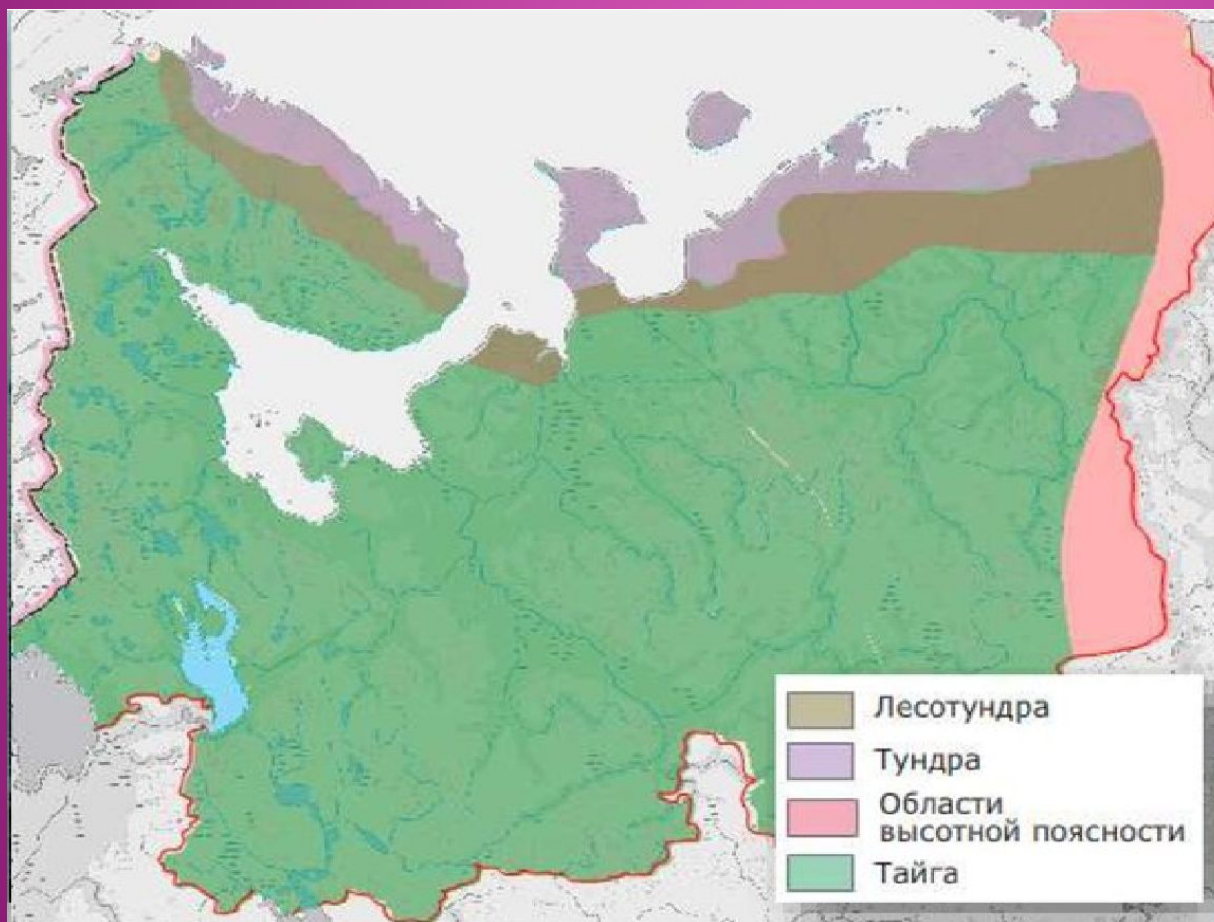 Лесотундра
Тундра
Области
высотной поясности
Тайга